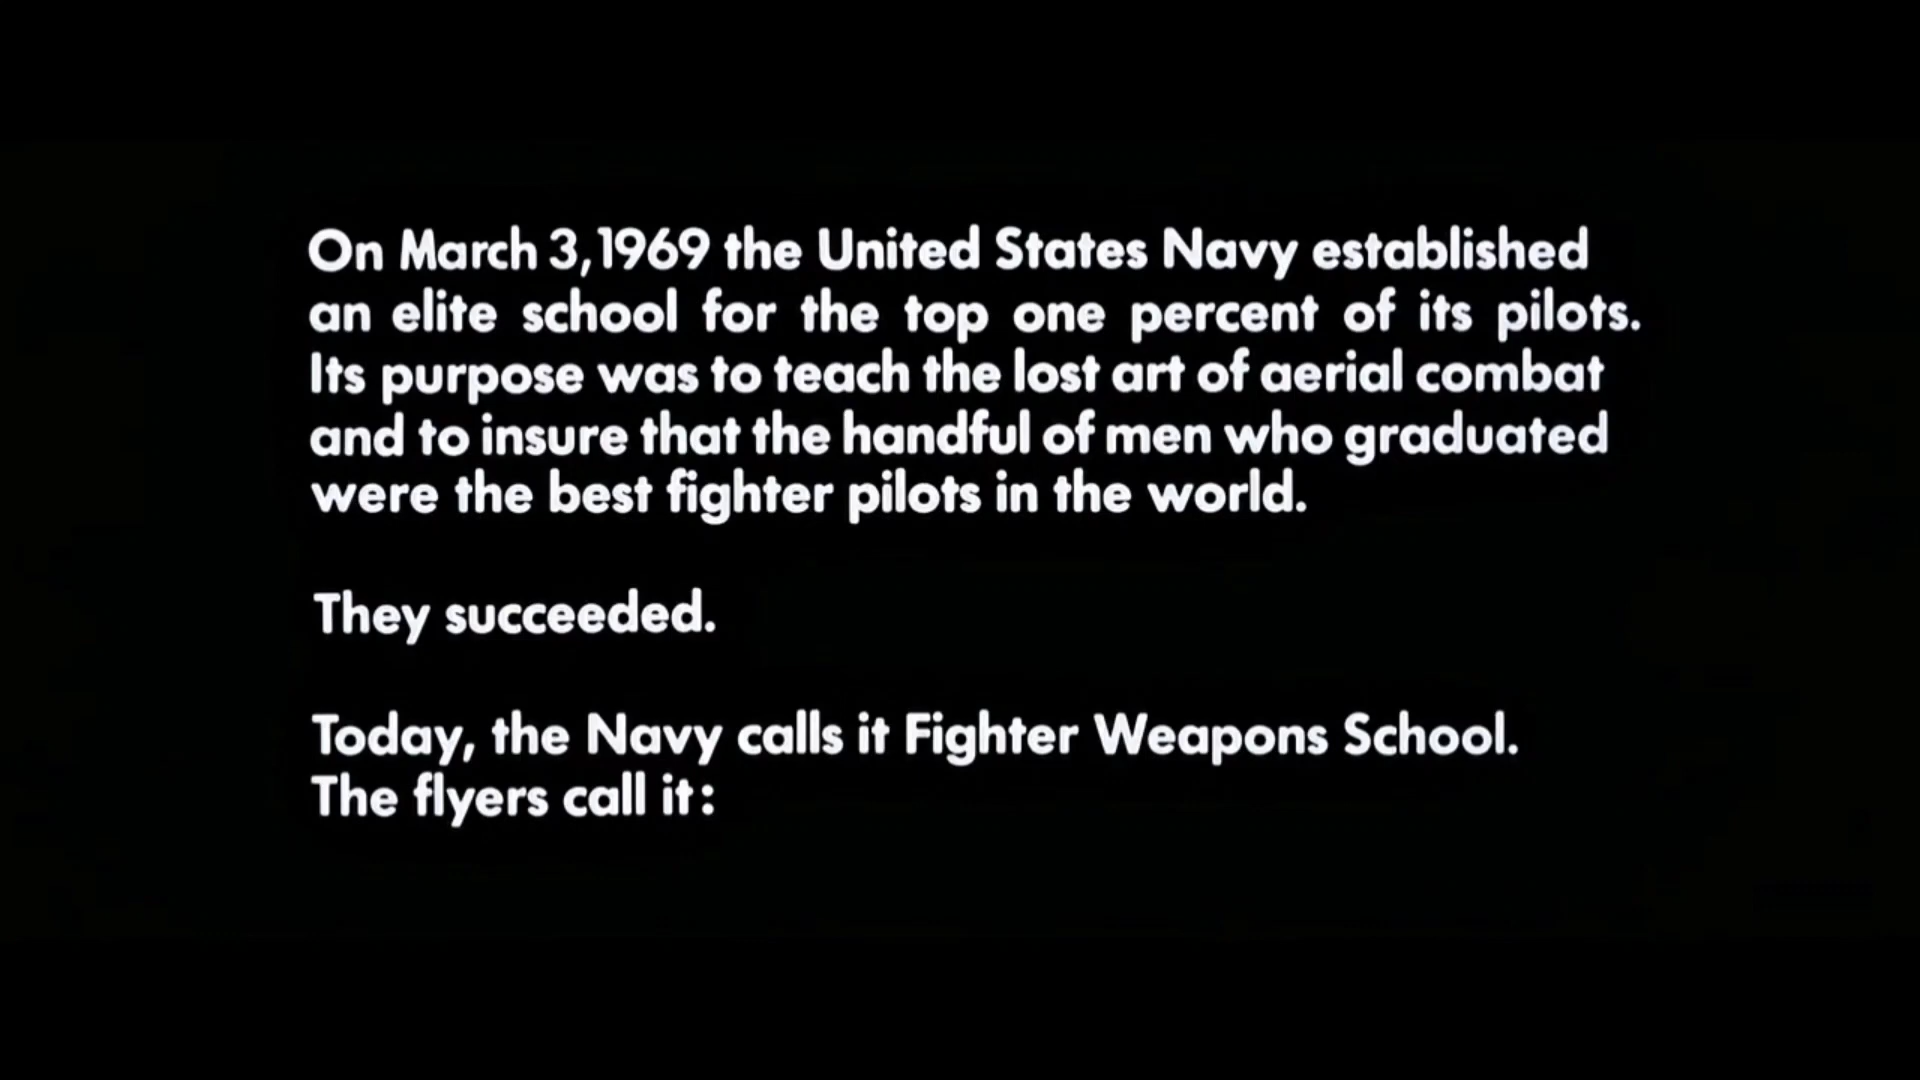 On March 3, 1969 the United States Navy established
an elite school for the top one percent of its pilots.
Its purpose was to teach the lost art of aerial combat
and to insure that the handful of men who graduated
were the best fighter pilots in the world.
They succeeded.
Today, the Navy calls it Fighter Weapons School.
The flyers call it: